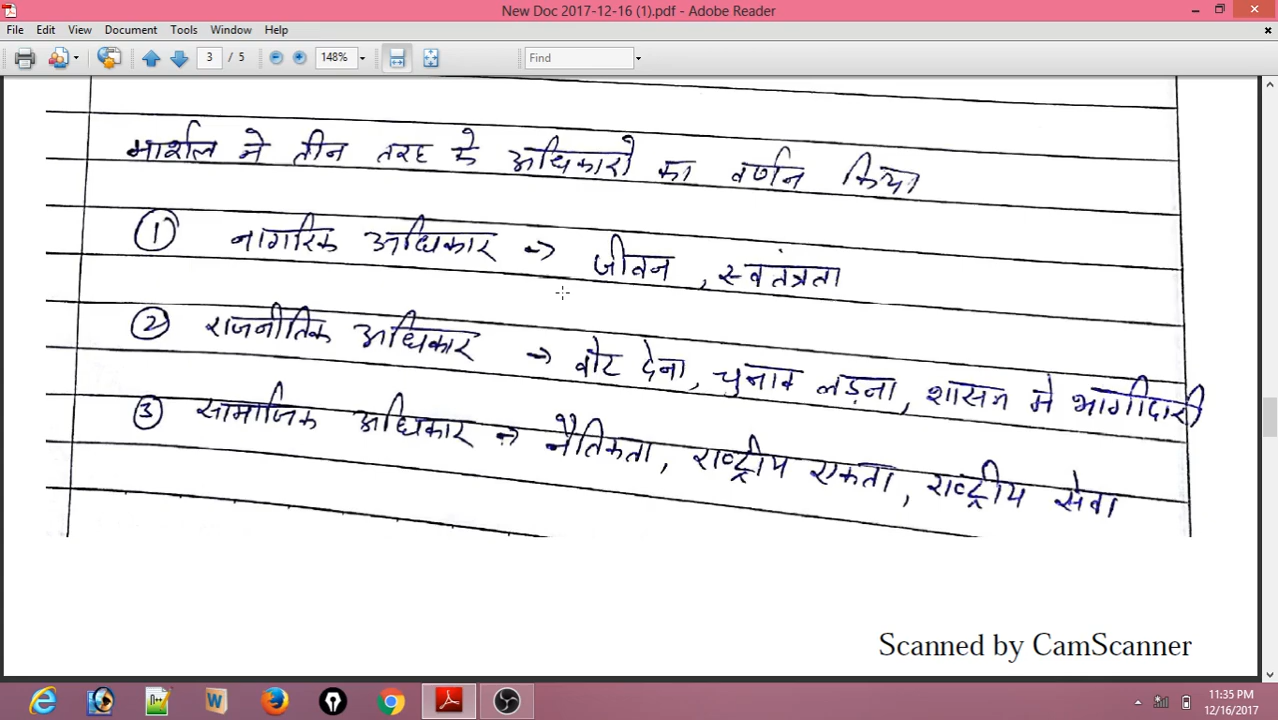 New Doc 2017-12-16 (1).pdf - Adobe Reader
File Edit View Document Tools Window Help
3 / 5 148% Find
मार्शल ने तीन तरह के अधिकारो का वर्णन किया
1 नागरिक अधिकार → जीवन, स्वतंत्रता
2 राजनीतिक अधिकार → वोट देना, चुनाव लड़ना, शासन मे भागीदारी
3 सामाजिक अधिकार → नैतिकता, राष्ट्रीय एकता, राष्ट्रीय सेवा
Scanned by CamScanner
11:35 PM
12/16/2017